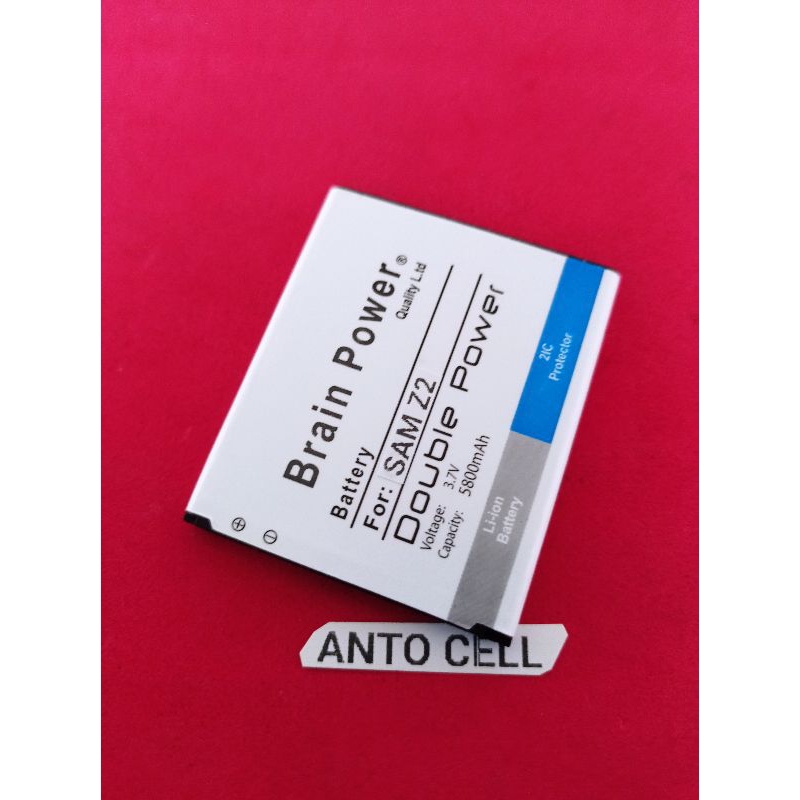 Brain Power®
Quality L.td
Battery
For: SAM Z2
Double Power
Voltage: 3.7V
Capacity: 5800mAh
2IC
Protector
Li-ion
Battery
+
-
ANTO CELL